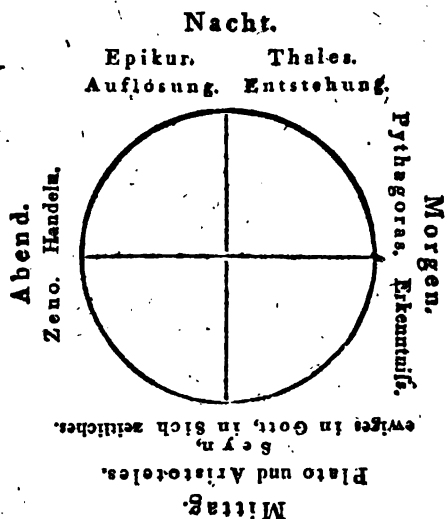 Nacht.
Epikur. Thales.
Auflösung. Entstehung.
Pythagoras. Erkenntniſs.
Morgen.
Mittag.
Plato und Aristoteles.
Seyn,
ewiges in Gott, in Sich zeitliches.
Abend.
Zeno. Handeln.